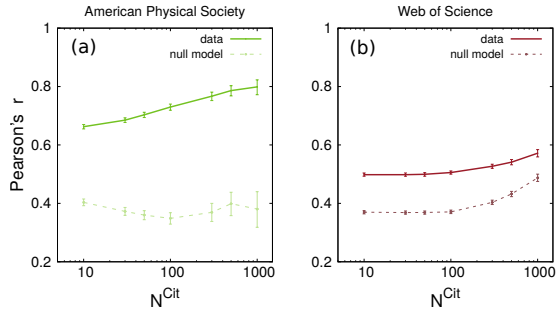 American Physical Society
Web of Science
(a)
data
null model
(b)
data
null model
Pearson's r
1
0.8
0.6
0.4
0.2
10
100
1000
N^Cit
1
0.8
0.6
0.4
0.2
10
100
1000
N^Cit